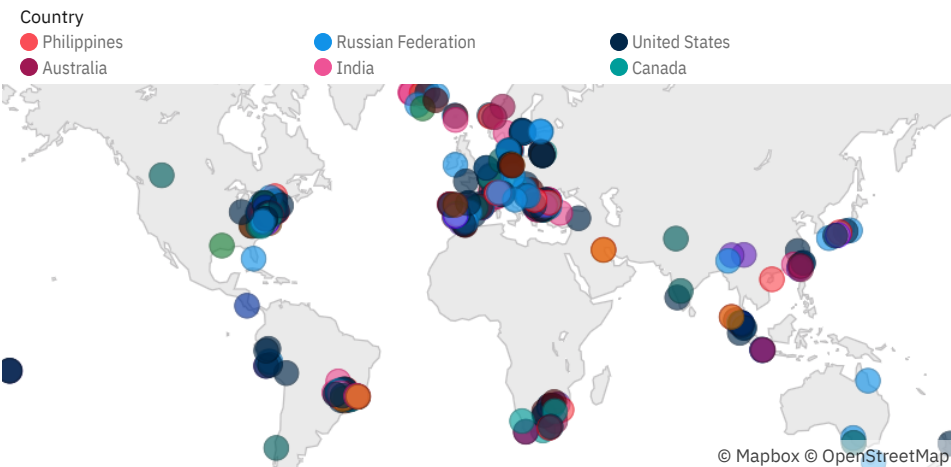 Country
Philippines
Russian Federation
United States
Australia
India
Canada
© Mapbox © OpenStreetMap